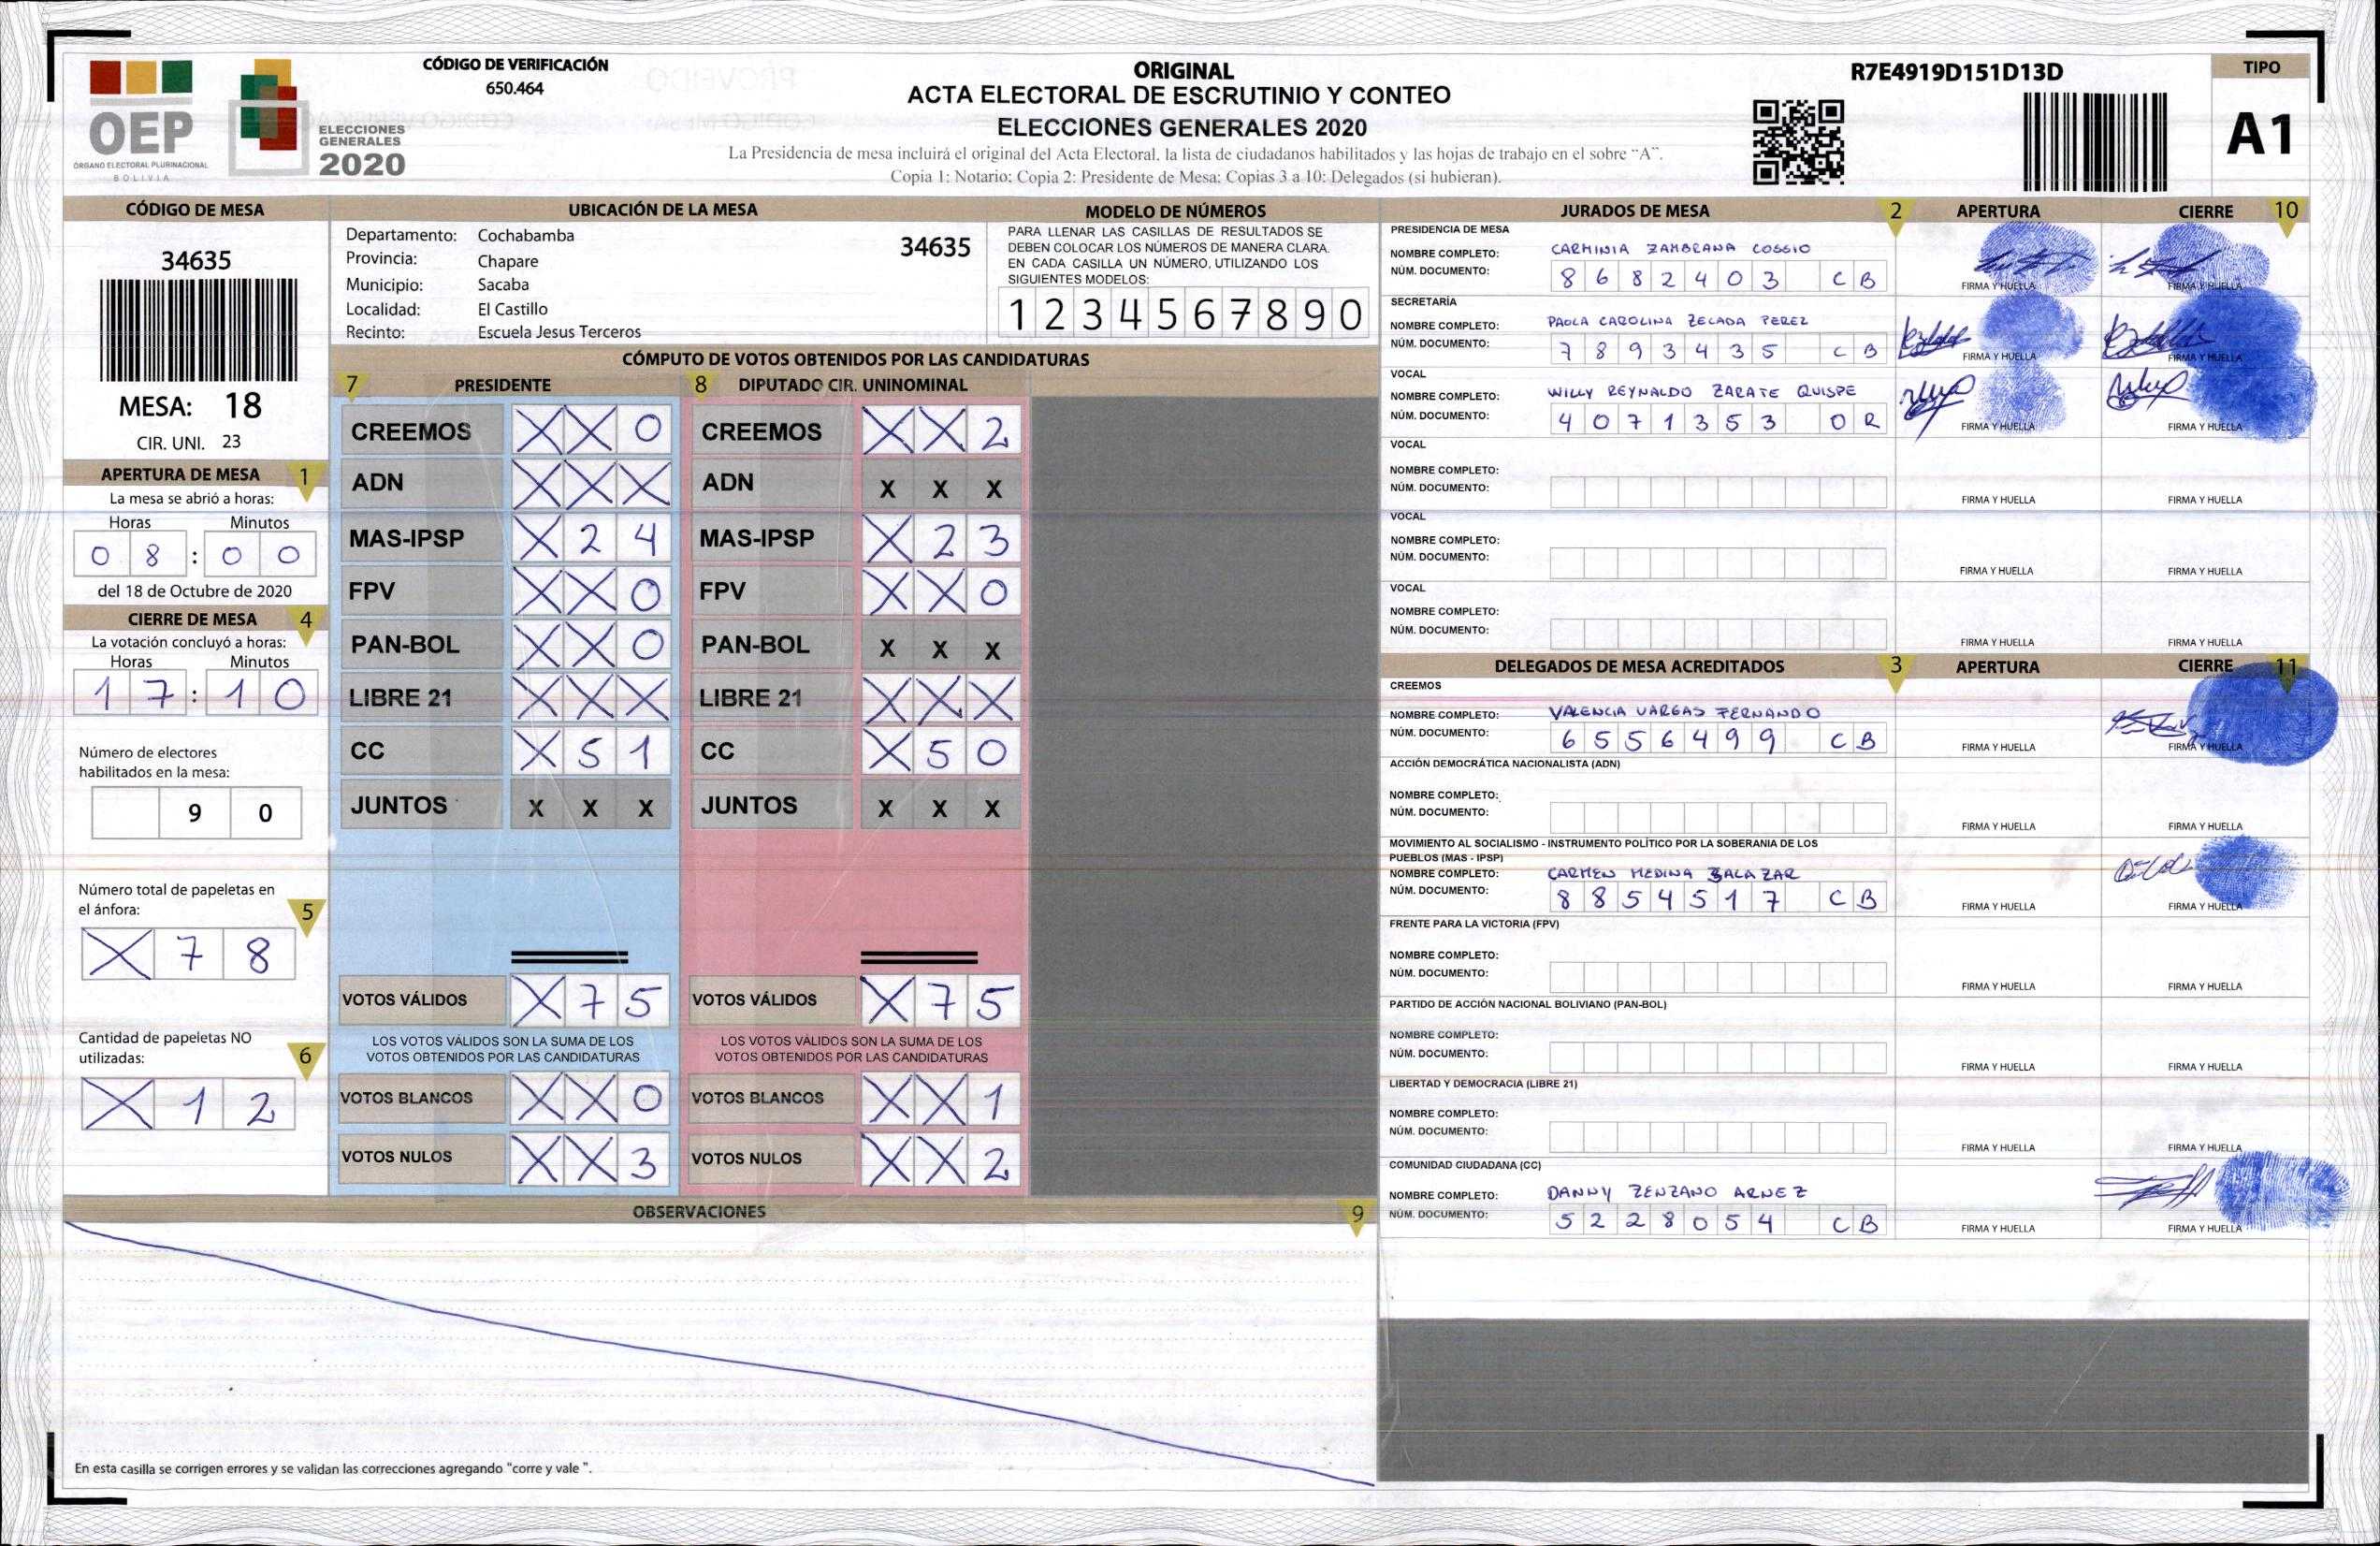 OEP
ÓRGANO ELECTORAL PLURINACIONAL
BOLIVIA
ELECCIONES
GENERALES
2020
CÓDIGO DE VERIFICACIÓN
650.464
ORIGINAL
ACTA ELECTORAL DE ESCRUTINIO Y CONTEO
ELECCIONES GENERALES 2020
La Presidencia de mesa incluirá el original del Acta Electoral, la lista de ciudadanos habilitados y las hojas de trabajo en el sobre "A".
Copia 1: Notario; Copia 2: Presidente de Mesa; Copias 3 a 10: Delegados (si hubieran).
R7E4919D151D13D
TIPO
A1
CÓDIGO DE MESA
34635
MESA: 18
CIR. UNI. 23
APERTURA DE MESA 1
La mesa se abrió a horas:
Horas Minutos
0 8 : 0 0
del 18 de Octubre de 2020
CIERRE DE MESA 4
La votación concluyó a horas:
Horas Minutos
1 7 : 1 0
Número de electores
habilitados en la mesa:
9 0
Número total de papeletas en
el ánfora: 5
X 7 8
Cantidad de papeletas NO
utilizadas: 6
X 1 2
UBICACIÓN DE LA MESA
Departamento: Cochabamba
34635
Provincia: Chapare
Municipio: Sacaba
Localidad: El Castillo
Recinto: Escuela Jesus Terceros
MODELO DE NÚMEROS
PARA LLENAR LAS CASILLAS DE RESULTADOS SE
DEBEN COLOCAR LOS NÚMEROS DE MANERA CLARA.
EN CADA CASILLA UN NÚMERO, UTILIZANDO LOS
SIGUIENTES MODELOS:
1 2 3 4 5 6 7 8 9 0
CÓMPUTO DE VOTOS OBTENIDOS POR LAS CANDIDATURAS
7 PRESIDENTE 8 DIPUTADO CIR. UNINOMINAL
CREEMOS X X 0 CREEMOS X X 2
ADN X X X ADN X X X
MAS-IPSP X 2 4 MAS-IPSP X 2 3
FPV X X 0 FPV X X 0
PAN-BOL X X 0 PAN-BOL X X X
LIBRE 21 X X X LIBRE 21 X X X
CC X 5 1 CC X 5 0
JUNTOS X X X JUNTOS X X X
VOTOS VÁLIDOS X 7 5 VOTOS VÁLIDOS X 7 5
LOS VOTOS VÁLIDOS SON LA SUMA DE LOS LOS VOTOS VÁLIDOS SON LA SUMA DE LOS
VOTOS OBTENIDOS POR LAS CANDIDATURAS VOTOS OBTENIDOS POR LAS CANDIDATURAS
VOTOS BLANCOS X X 0 VOTOS BLANCOS X X 1
VOTOS NULOS X X 3 VOTOS NULOS X X 2
OBSERVACIONES 9
En esta casilla se corrigen errores y se validan las correcciones agregando "corre y vale ".
JURADOS DE MESA 2 APERTURA CIERRE 10
PRESIDENCIA DE MESA
NOMBRE COMPLETO: CARMINIA ZAMBRANA COSSIO
NÚM. DOCUMENTO: 8 6 8 2 4 0 3 C B
FIRMA Y HUELLA FIRMA Y HUELLA
SECRETARÍA
NOMBRE COMPLETO: PAOLA CAROLINA ZELADA PEREZ
NÚM. DOCUMENTO: 7 8 9 3 4 3 5 C B
FIRMA Y HUELLA FIRMA Y HUELLA
VOCAL
NOMBRE COMPLETO: WILLY REYNALDO ZARATE QUISPE
NÚM. DOCUMENTO: 4 0 7 1 3 5 3 O R
FIRMA Y HUELLA FIRMA Y HUELLA
VOCAL
NOMBRE COMPLETO:
NÚM. DOCUMENTO:
FIRMA Y HUELLA FIRMA Y HUELLA
VOCAL
NOMBRE COMPLETO:
NÚM. DOCUMENTO:
FIRMA Y HUELLA FIRMA Y HUELLA
VOCAL
NOMBRE COMPLETO:
NÚM. DOCUMENTO:
FIRMA Y HUELLA FIRMA Y HUELLA
DELEGADOS DE MESA ACREDITADOS 3 APERTURA CIERRE 11
CREEMOS
NOMBRE COMPLETO: VALENCIA VARGAS FERNANDO
NÚM. DOCUMENTO: 6 5 5 6 4 9 9 C B
FIRMA Y HUELLA FIRMA Y HUELLA
ACCIÓN DEMOCRÁTICA NACIONALISTA (ADN)
NOMBRE COMPLETO:
NÚM. DOCUMENTO:
FIRMA Y HUELLA FIRMA Y HUELLA
MOVIMIENTO AL SOCIALISMO - INSTRUMENTO POLÍTICO POR LA SOBERANIA DE LOS
PUEBLOS (MAS - IPSP)
NOMBRE COMPLETO: CARMEN MEDINA SALAZAR
NÚM. DOCUMENTO: 8 8 5 4 5 1 7 C B
FIRMA Y HUELLA FIRMA Y HUELLA
FRENTE PARA LA VICTORIA (FPV)
NOMBRE COMPLETO:
NÚM. DOCUMENTO:
FIRMA Y HUELLA FIRMA Y HUELLA
PARTIDO DE ACCIÓN NACIONAL BOLIVIANO (PAN-BOL)
NOMBRE COMPLETO:
NÚM. DOCUMENTO:
FIRMA Y HUELLA FIRMA Y HUELLA
LIBERTAD Y DEMOCRACIA (LIBRE 21)
NOMBRE COMPLETO:
NÚM. DOCUMENTO:
FIRMA Y HUELLA FIRMA Y HUELLA
COMUNIDAD CIUDADANA (CC)
NOMBRE COMPLETO: DANNY ZENZANO ARNEZ
NÚM. DOCUMENTO: 5 2 2 8 0 5 4 C B
FIRMA Y HUELLA FIRMA Y HUELLA